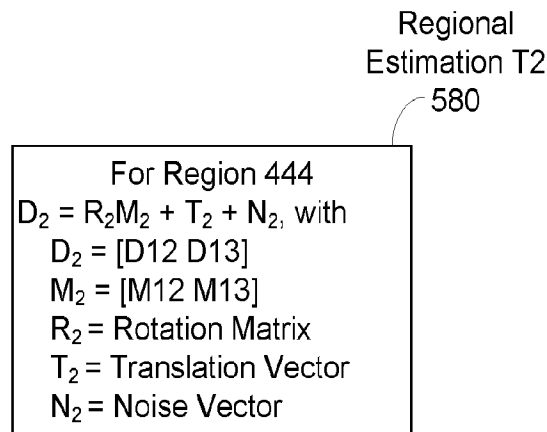 Regional
Estimation T2
580
For Region 444
D₂ = R₂M₂ + T₂ + N₂, with
D₂ = [D12 D13]
M₂ = [M12 M13]
R₂ = Rotation Matrix
T₂ = Translation Vector
N₂ = Noise Vector